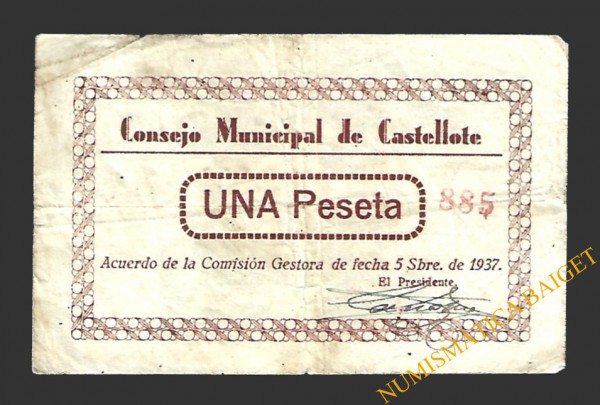 Consejo Municipal de Castellote
UNA Peseta
885
Acuerdo de la Comisión Gestora de fecha 5 Sbre. de 1937.
El Presidente,
NUMISMATICA BAIGET